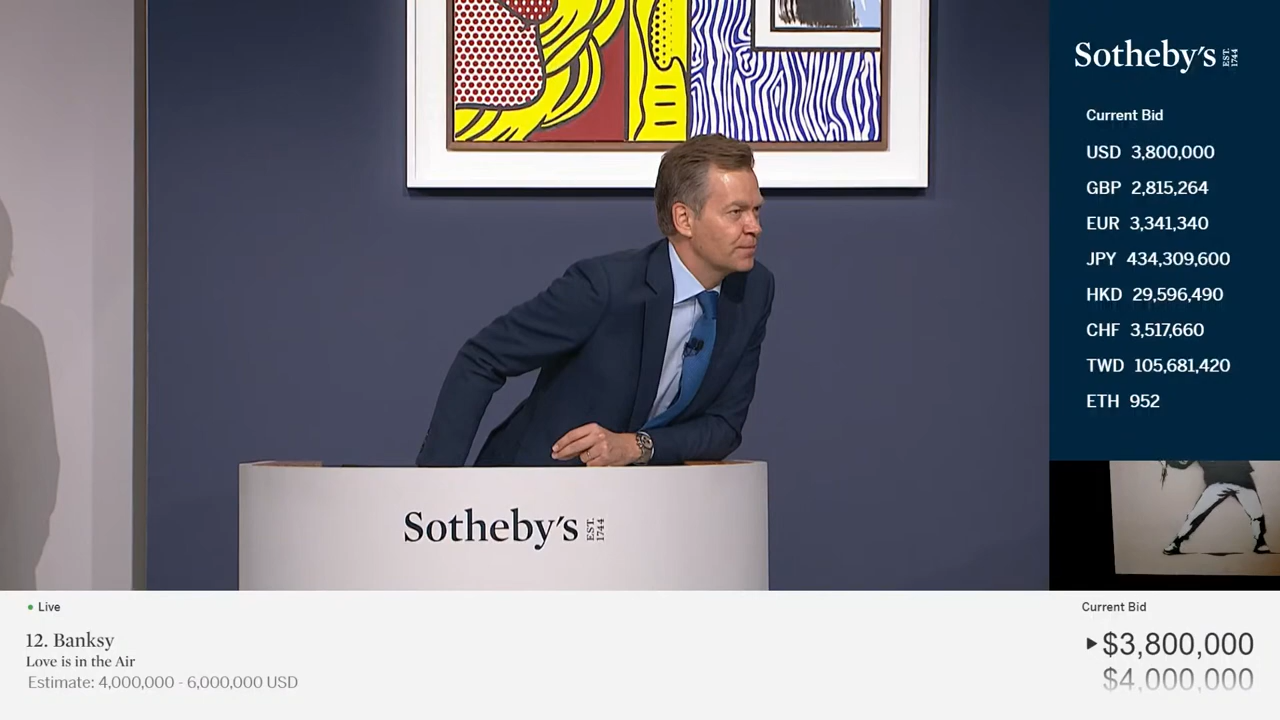 Sotheby's EST. 1744
Current Bid
USD 3,800,000
GBP 2,815,264
EUR 3,341,340
JPY 434,309,600
HKD 29,596,490
CHF 3,517,660
TWD 105,681,420
ETH 952
Sotheby's EST. 1744
Live
12. Banksy
Love is in the Air
Estimate: 4,000,000 - 6,000,000 USD
Current Bid
$3,800,000
$4,000,000